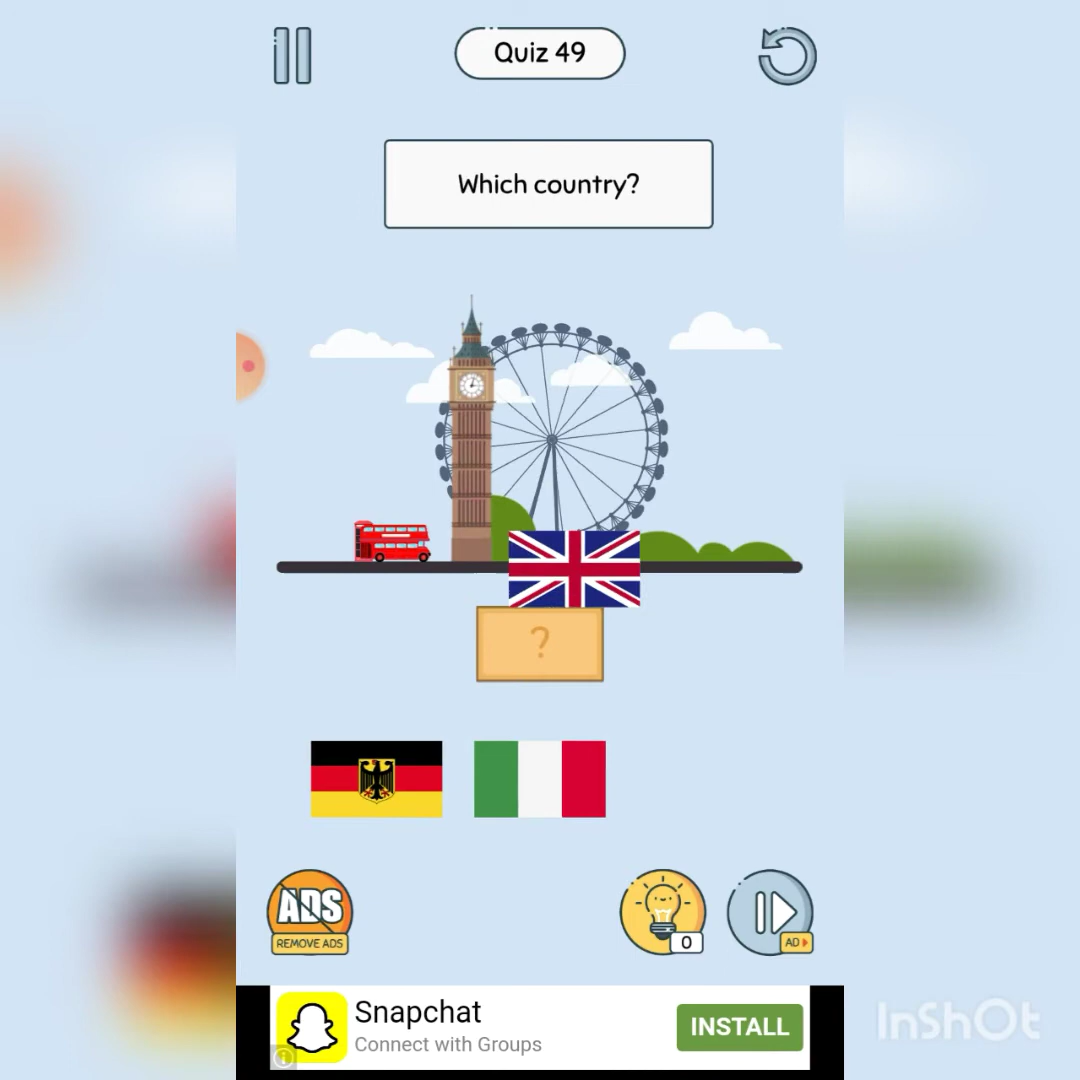 Quiz 49
Which country?
?
ADS
REMOVE ADS
0
AD
Snapchat
Connect with Groups
INSTALL
InShOt